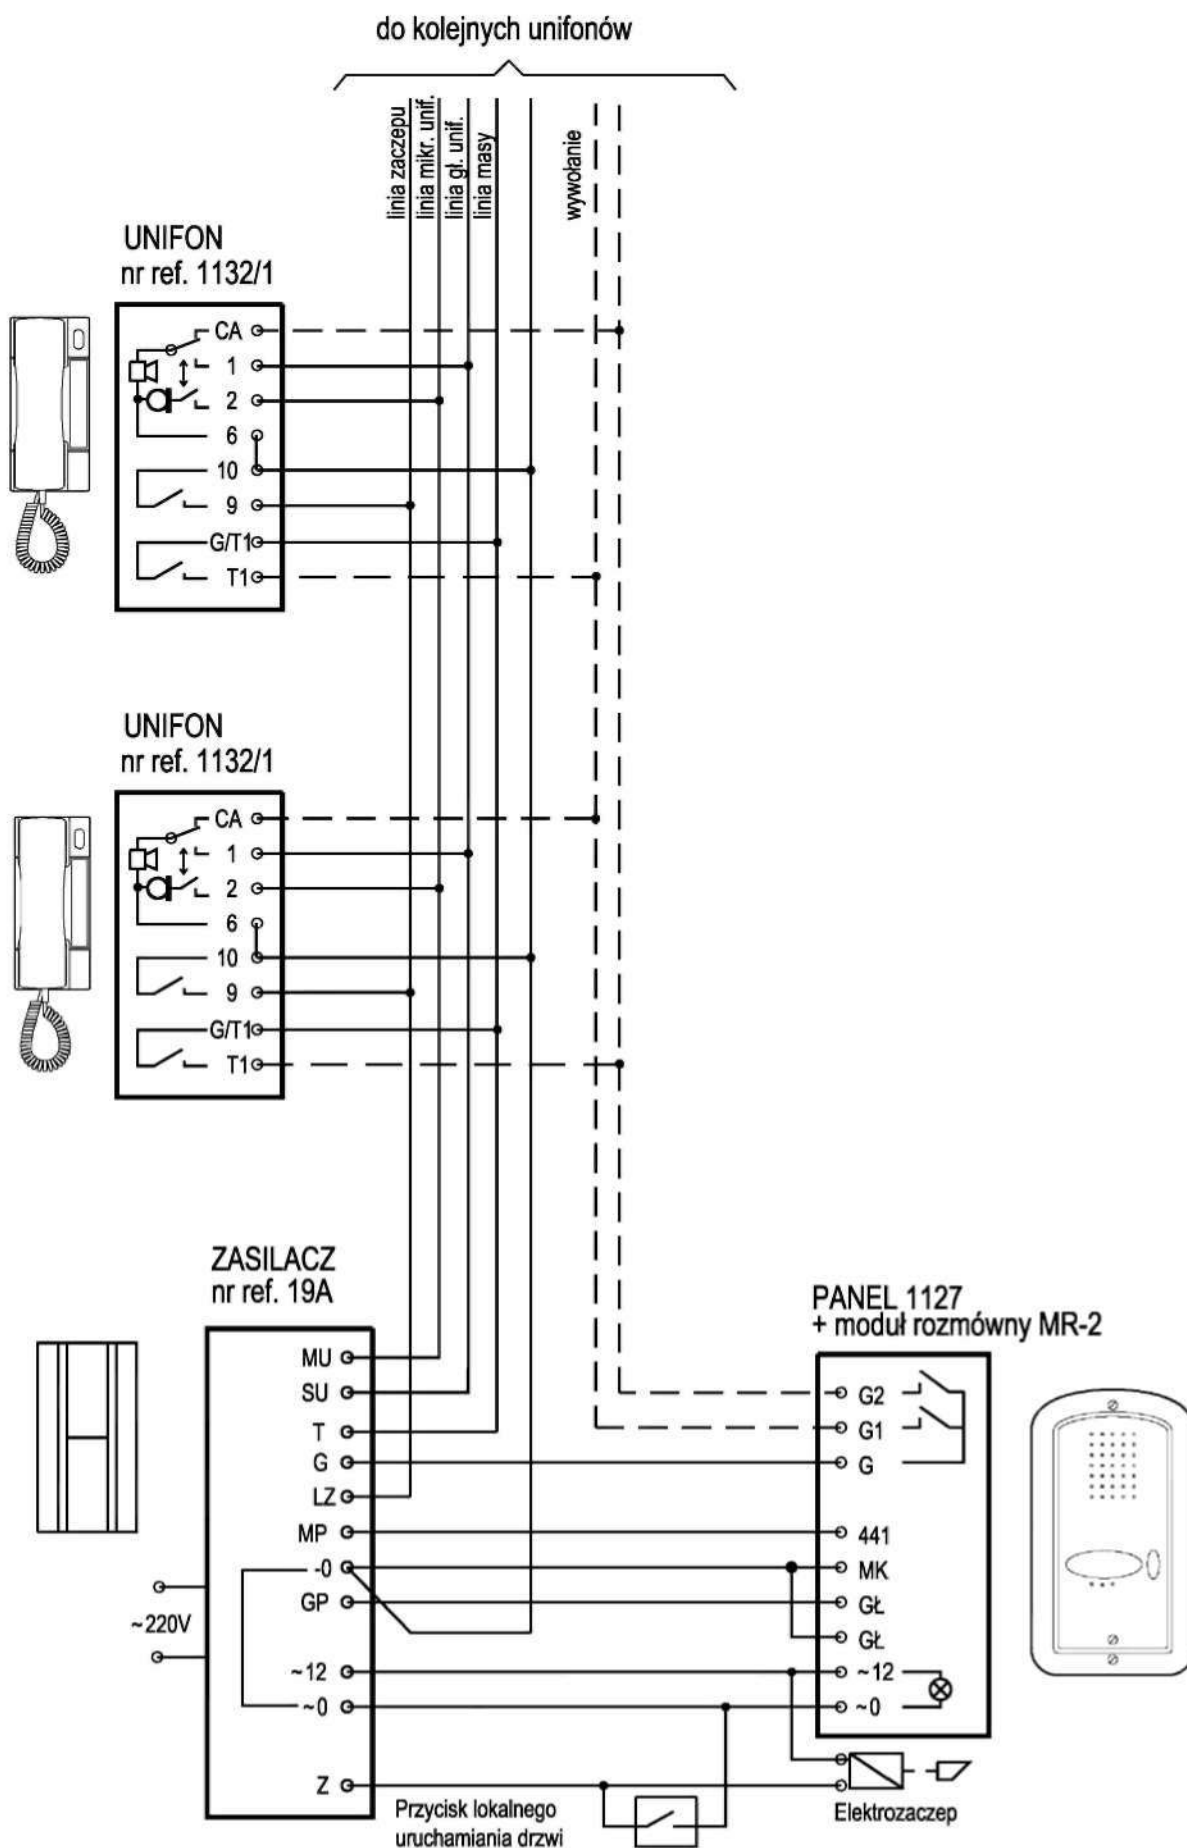 do kolejnych unifonów
linia zaczepu
linia mikr. unif.
linia gł. unif.
linia masy
wywołanie
UNIFON
nr ref. 1132/1
CA
1
2
6
10
9
G/T1
T1
UNIFON
nr ref. 1132/1
CA
1
2
6
10
9
G/T1
T1
ZASILACZ
nr ref. 19A
MU
SU
T
G
LZ
MP
-0
GP
~12
~0
Z
~220V
PANEL 1127
+ moduł rozmówny MR-2
G2
G1
G
441
MK
GŁ
GŁ
~12
~0
Przycisk lokalnego
uruchamiania drzwi
Elektrozaczep